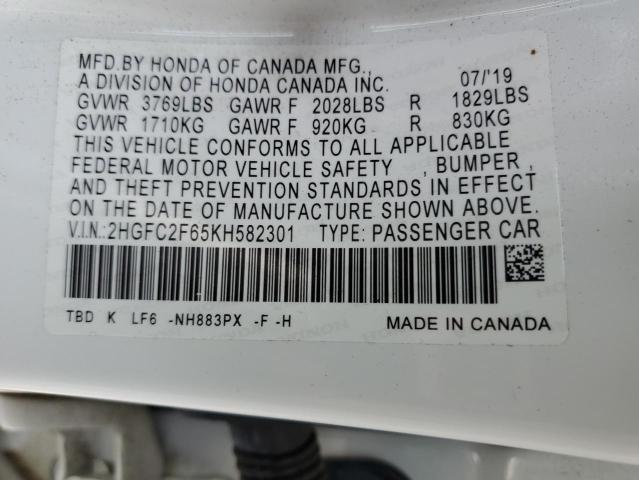 MFD.BY HONDA OF CANADA MFG.,
A DIVISION OF HONDA CANADA INC. 07/'19
GVWR 3769LBS GAWR F 2028LBS R 1829LBS
GVWR 1710KG GAWR F 920KG R 830KG
THIS VEHICLE CONFORMS TO ALL APPLICABLE
FEDERAL MOTOR VEHICLE SAFETY , BUMPER ,
AND THEFT PREVENTION STANDARDS IN EFFECT
ON THE DATE OF MANUFACTURE SHOWN ABOVE.
V.I.N.:2HGFC2F65KH582301 TYPE: PASSENGER CAR
TBD K LF6 -NH883PX -F -H MADE IN CANADA